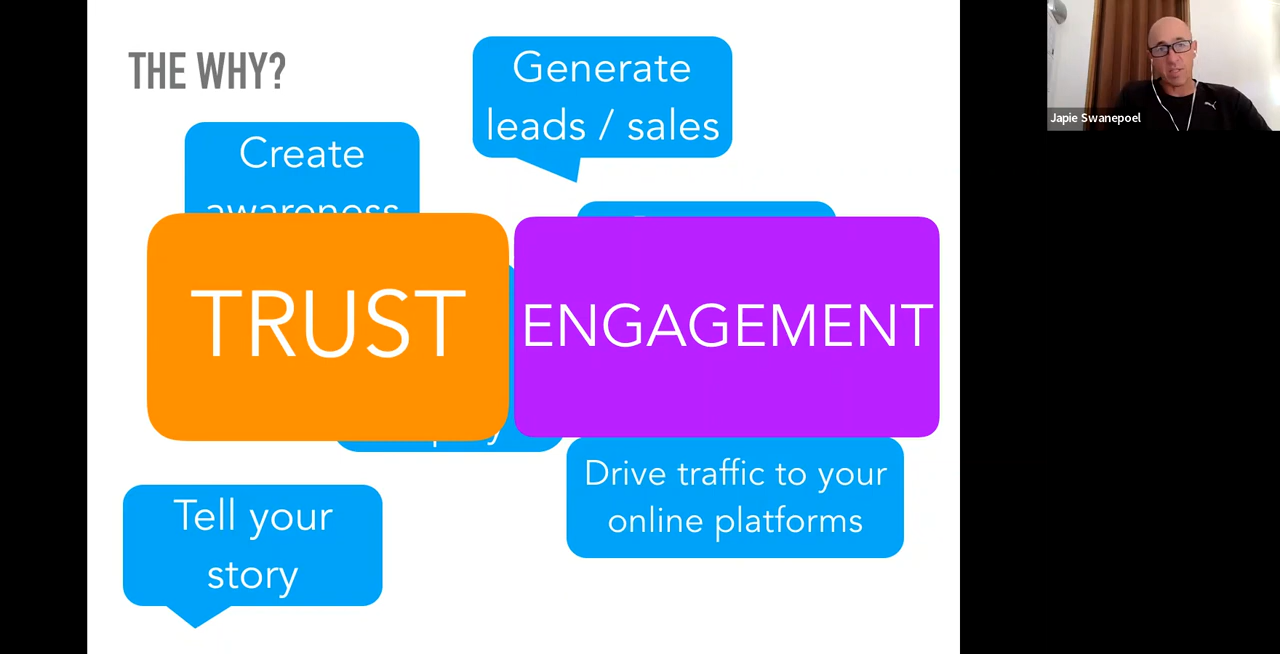 THE WHY?
Generate
leads / sales
Create
awareness
TRUST
ENGAGEMENT
Drive traffic to your
online platforms
Tell your
story
Japie Swanepoel